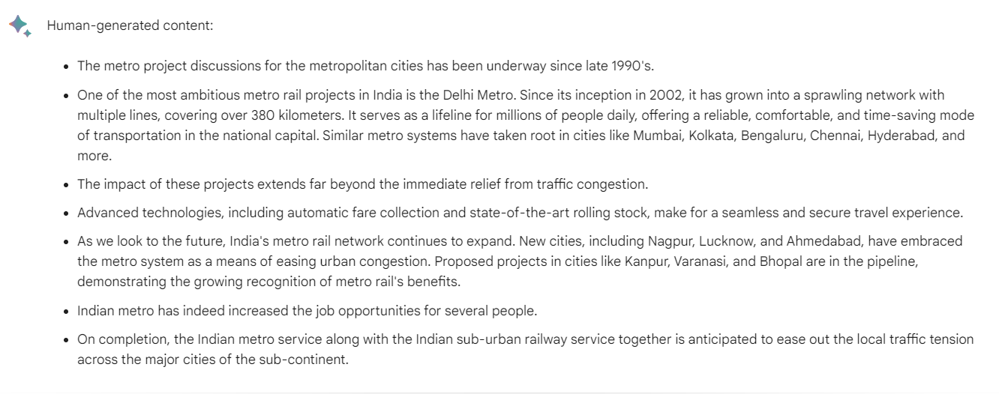 Human-generated content:
• The metro project discussions for the metropolitan cities has been underway since late 1990's.
• One of the most ambitious metro rail projects in India is the Delhi Metro. Since its inception in 2002, it has grown into a sprawling network with
multiple lines, covering over 380 kilometers. It serves as a lifeline for millions of people daily, offering a reliable, comfortable, and time-saving mode
of transportation in the national capital. Similar metro systems have taken root in cities like Mumbai, Kolkata, Bengaluru, Chennai, Hyderabad, and
more.
• The impact of these projects extends far beyond the immediate relief from traffic congestion.
• Advanced technologies, including automatic fare collection and state-of-the-art rolling stock, make for a seamless and secure travel experience.
• As we look to the future, India's metro rail network continues to expand. New cities, including Nagpur, Lucknow, and Ahmedabad, have embraced
the metro system as a means of easing urban congestion. Proposed projects in cities like Kanpur, Varanasi, and Bhopal are in the pipeline,
demonstrating the growing recognition of metro rail's benefits.
• Indian metro has indeed increased the job opportunities for several people.
• On completion, the Indian metro service along with the Indian sub-urban railway service together is anticipated to ease out the local traffic tension
across the major cities of the sub-continent.